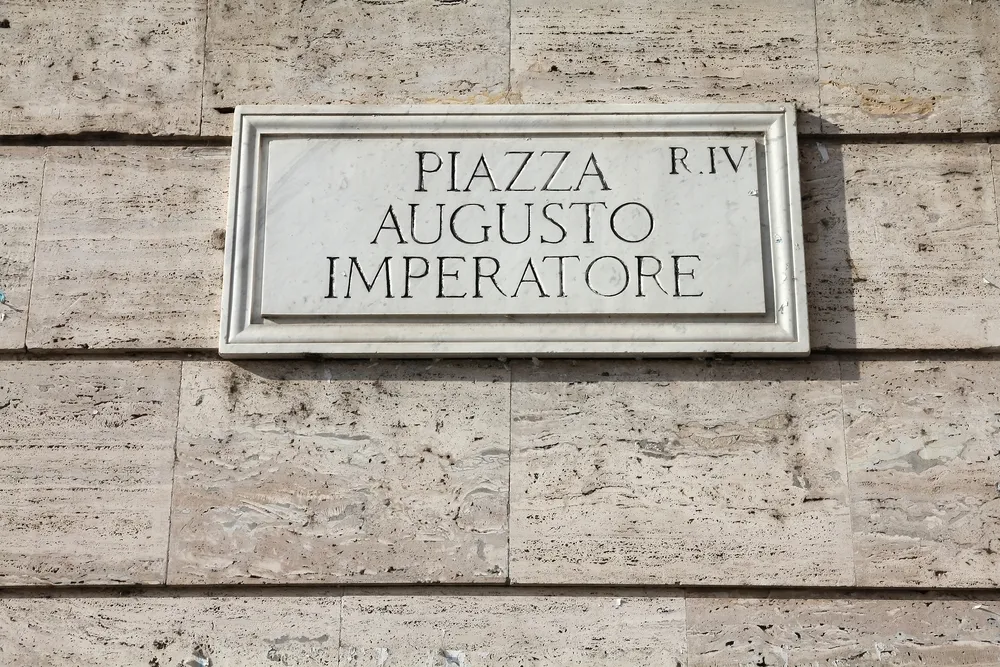 PIAZZA R.IV
AUGUSTO
IMPERATORE